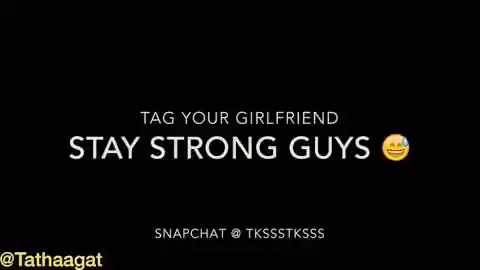 TAG YOUR GIRLFRIEND
STAY STRONG GUYS 😅
SNAPCHAT @ TKSSSTKSSS
@Tathaagat